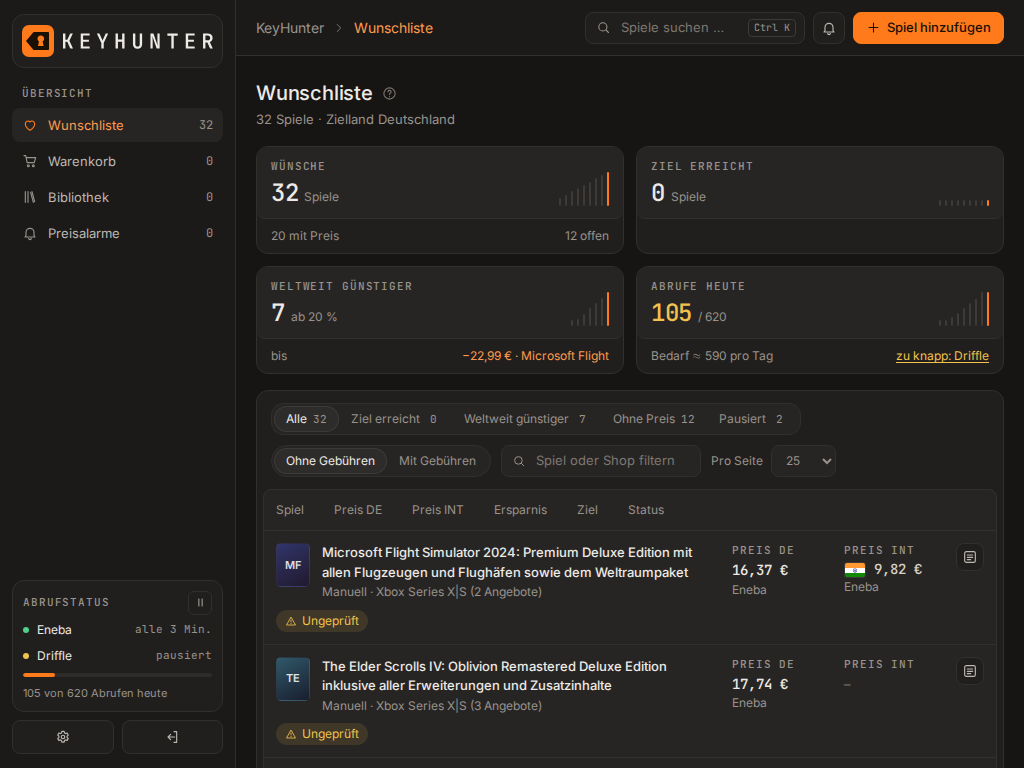 KEYHUNTER
ÜBERSICHT
Wunschliste 32
Warenkorb 0
Bibliothek 0
Preisalarme 0
ABRUFSTATUS
Eneba alle 3 Min.
Driffle pausiert
105 von 620 Abrufen heute
KeyHunter > Wunschliste
Spiele suchen … Ctrl K
Spiel hinzufügen
Wunschliste
32 Spiele · Zielland Deutschland
WÜNSCHE
32 Spiele
20 mit Preis 12 offen
ZIEL ERREICHT
0 Spiele
WELTWEIT GÜNSTIGER
7 ab 20 %
bis −22,99 € · Microsoft Flight
ABRUFE HEUTE
105 / 620
Bedarf ≈ 590 pro Tag zu knapp: Driffle
Alle 32 Ziel erreicht 0 Weltweit günstiger 7 Ohne Preis 12 Pausiert 2
Ohne Gebühren Mit Gebühren Spiel oder Shop filtern Pro Seite 25
Spiel Preis DE Preis INT Ersparnis Ziel Status
MF
Microsoft Flight Simulator 2024: Premium Deluxe Edition mit
allen Flugzeugen und Flughäfen sowie dem Weltraumpaket
Manuell · Xbox Series X|S (2 Angebote)
Ungeprüft
PREIS DE
16,37 €
Eneba
PREIS INT
9,82 €
Eneba
TE
The Elder Scrolls IV: Oblivion Remastered Deluxe Edition
inklusive aller Erweiterungen und Zusatzinhalte
Manuell · Xbox Series X|S (3 Angebote)
Ungeprüft
PREIS DE
17,74 €
Eneba
PREIS INT
–